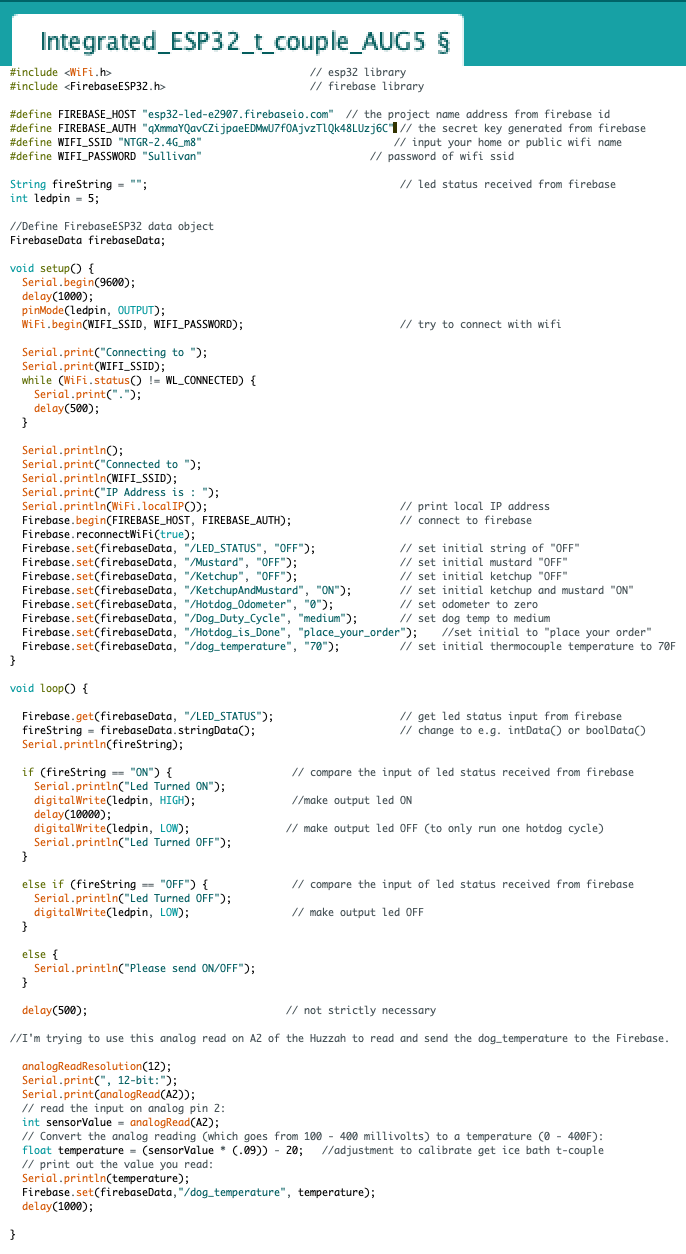 Integrated_ESP32_t_couple_AUG5 §
#include <WiFi.h> // esp32 library
#include <FirebaseESP32.h> // firebase library
#define FIREBASE_HOST "esp32-led-e2907.firebaseio.com" // the project name address from firebase id
#define FIREBASE_AUTH "qXmmaYQavCZijpaeEDMwU7fOAjvzTlQk48LUzj6C" // the secret key generated from firebase
#define WIFI_SSID "NTGR-2.4G_m8" // input your home or public wifi name
#define WIFI_PASSWORD "Sullivan" // password of wifi ssid
String fireString = ""; // led status received from firebase
int ledpin = 5;
//Define FirebaseESP32 data object
FirebaseData firebaseData;
void setup() {
Serial.begin(9600);
delay(1000);
pinMode(ledpin, OUTPUT);
WiFi.begin(WIFI_SSID, WIFI_PASSWORD); // try to connect with wifi
Serial.print("Connecting to ");
Serial.print(WIFI_SSID);
while (WiFi.status() != WL_CONNECTED) {
Serial.print(".");
delay(500);
}
Serial.println();
Serial.print("Connected to ");
Serial.println(WIFI_SSID);
Serial.print("IP Address is : ");
Serial.println(WiFi.localIP()); // print local IP address
Firebase.begin(FIREBASE_HOST, FIREBASE_AUTH); // connect to firebase
Firebase.reconnectWiFi(true);
Firebase.set(firebaseData, "/LED_STATUS", "OFF"); // set initial string of "OFF"
Firebase.set(firebaseData, "/Mustard", "OFF"); // set initial mustard "OFF"
Firebase.set(firebaseData, "/Ketchup", "OFF"); // set initial ketchup "OFF"
Firebase.set(firebaseData, "/KetchupAndMustard", "ON"); // set initial ketchup and mustard "ON"
Firebase.set(firebaseData, "/Hotdog_Odometer", "0"); // set odometer to zero
Firebase.set(firebaseData, "/Dog_Duty_Cycle", "medium"); // set dog temp to medium
Firebase.set(firebaseData, "/Hotdog_is_Done", "place_your_order"); //set initial to "place your order"
Firebase.set(firebaseData, "/dog_temperature", "70"); // set initial thermocouple temperature to 70F
}
void loop() {
Firebase.get(firebaseData, "/LED_STATUS"); // get led status input from firebase
fireString = firebaseData.stringData(); // change to e.g. intData() or boolData()
Serial.println(fireString);
if (fireString == "ON") { // compare the input of led status received from firebase
Serial.println("Led Turned ON");
digitalWrite(ledpin, HIGH); //make output led ON
delay(10000);
digitalWrite(ledpin, LOW); // make output led OFF (to only run one hotdog cycle)
Serial.println("Led Turned OFF");
}
else if (fireString == "OFF") { // compare the input of led status received from firebase
Serial.println("Led Turned OFF");
digitalWrite(ledpin, LOW); // make output led OFF
}
else {
Serial.println("Please send ON/OFF");
}
delay(500); // not strictly necessary
//I'm trying to use this analog read on A2 of the Huzzah to read and send the dog_temperature to the Firebase.
analogReadResolution(12);
Serial.print(", 12-bit:");
Serial.print(analogRead(A2));
// read the input on analog pin 2:
int sensorValue = analogRead(A2);
// Convert the analog reading (which goes from 100 - 400 millivolts) to a temperature (0 - 400F):
float temperature = (sensorValue * (.09)) - 20; //adjustment to calibrate get ice bath t-couple
// print out the value you read:
Serial.println(temperature);
Firebase.set(firebaseData,"/dog_temperature", temperature);
delay(1000);
}